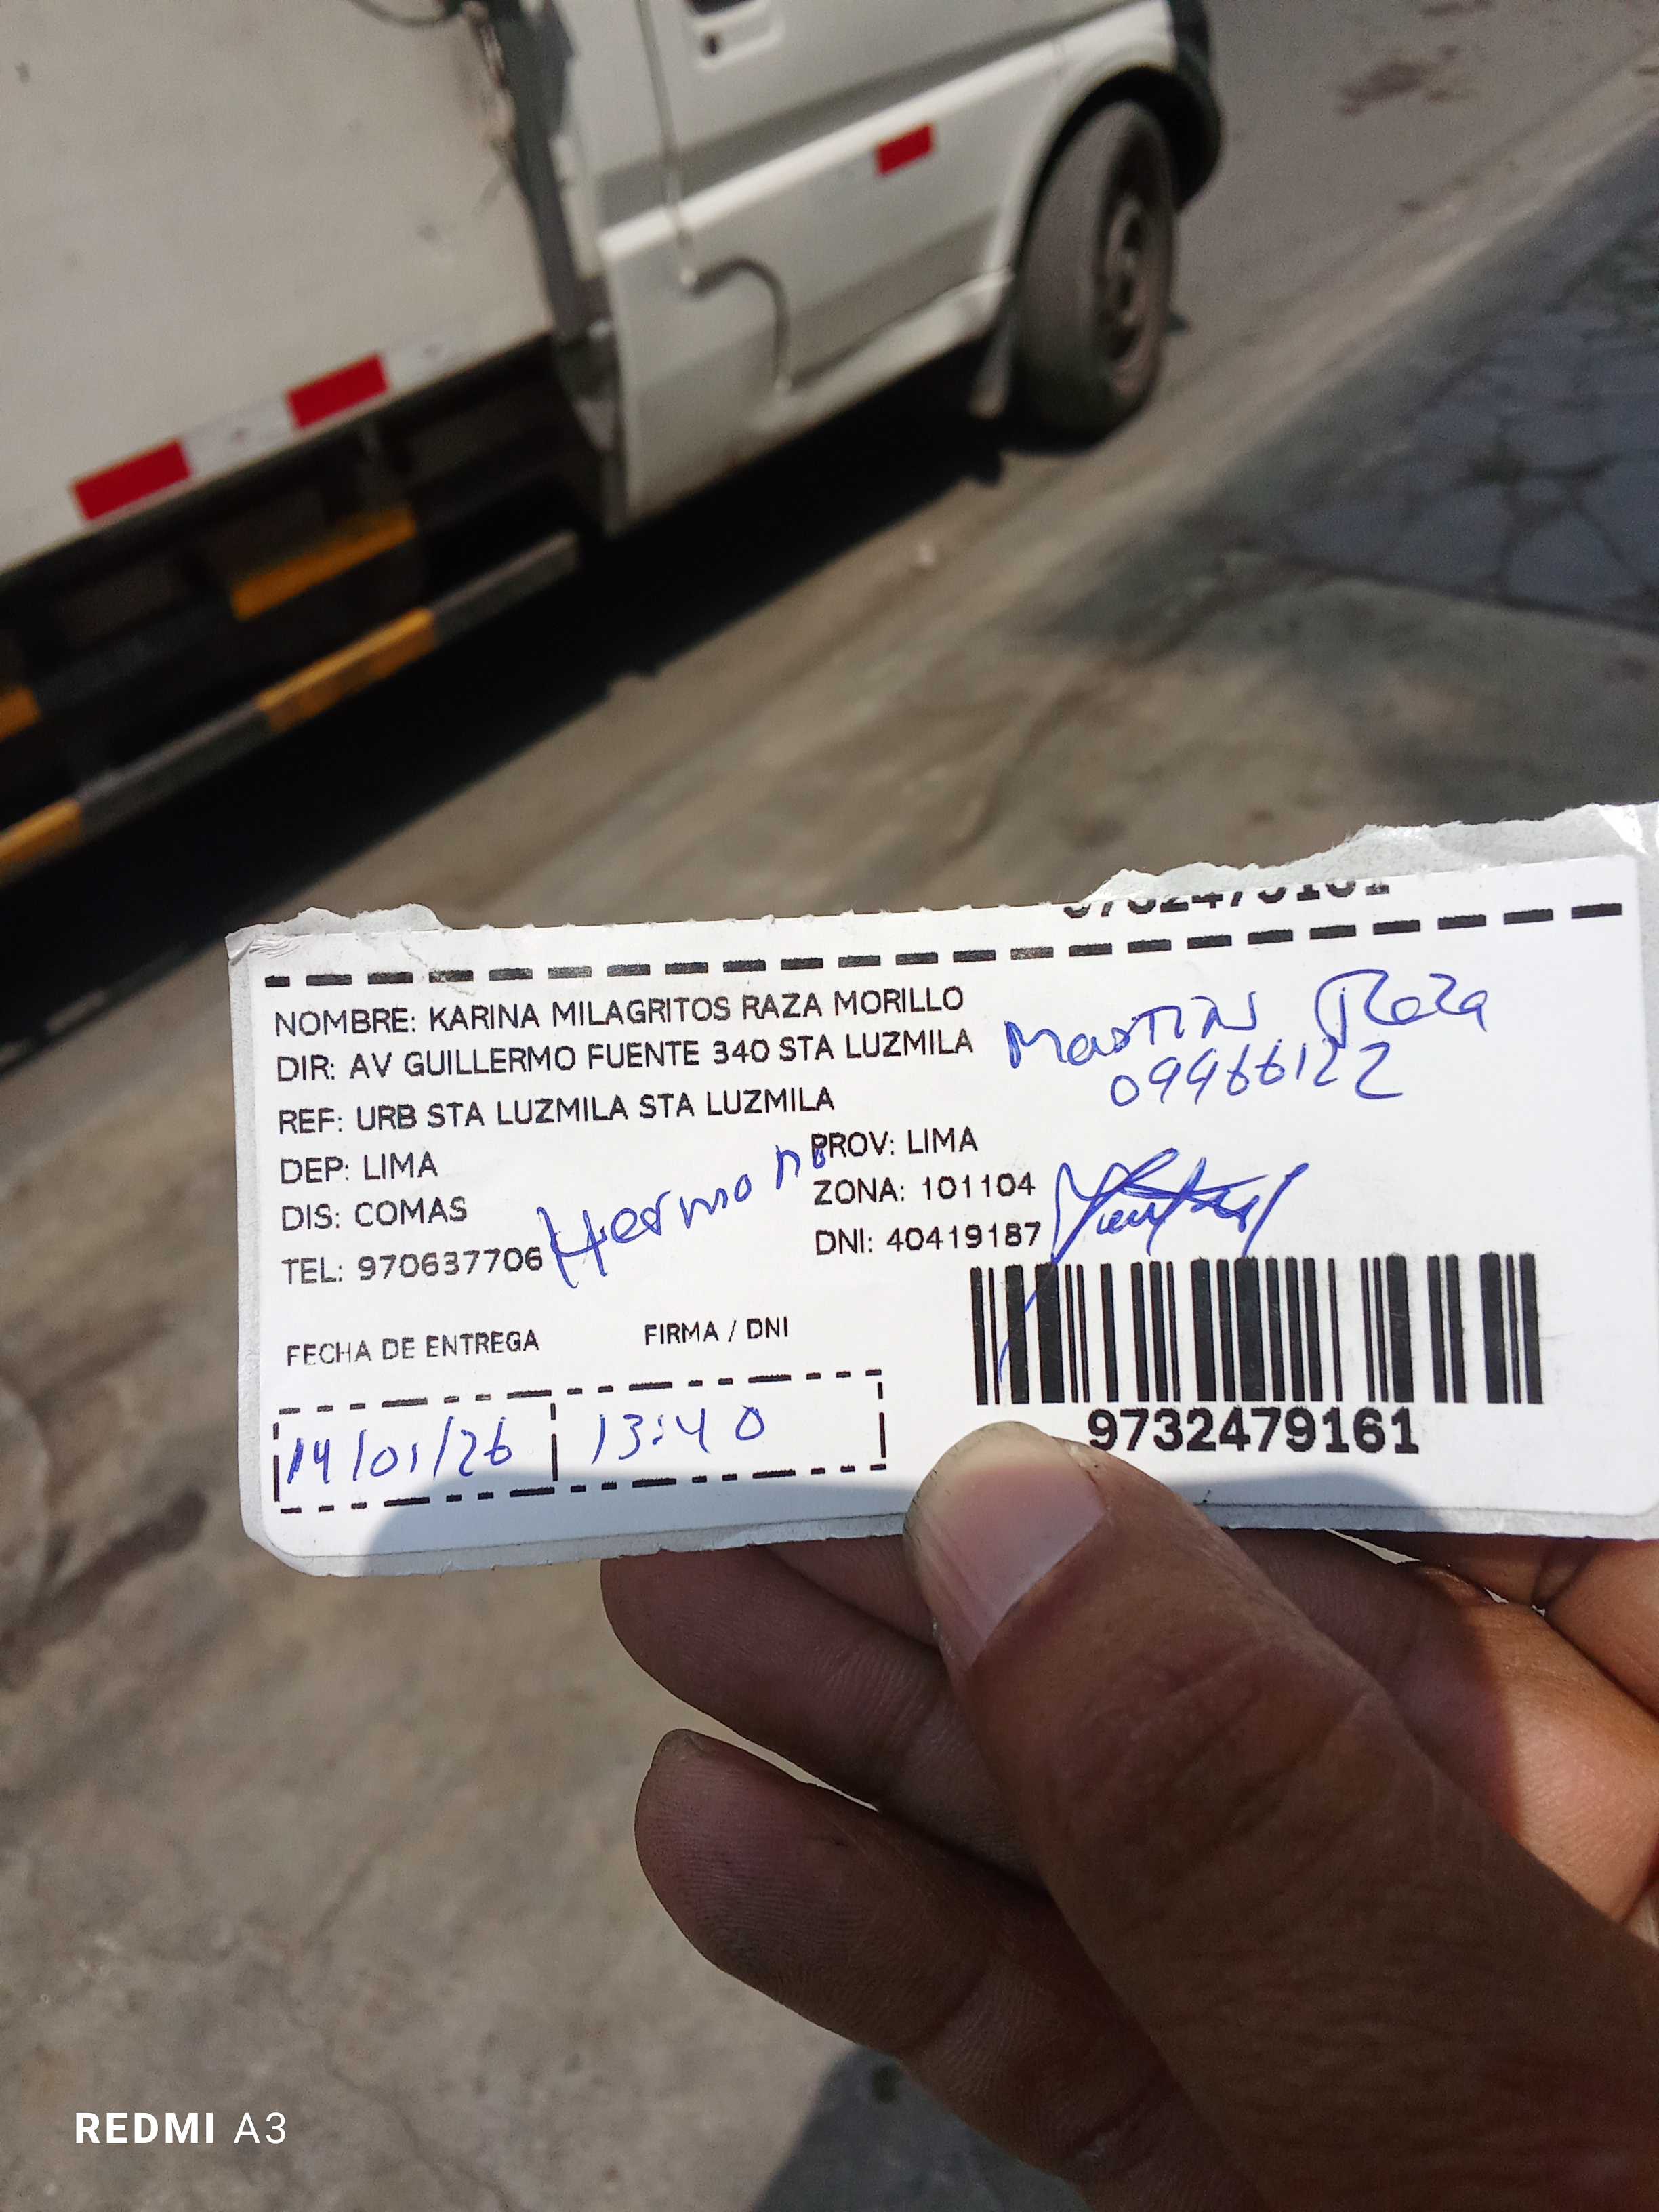 9732479161
NOMBRE: KARINA MILAGRITOS RAZA MORILLO
DIR: AV GUILLERMO FUENTE 340 STA LUZMILA
Martin Raza
09966122
REF: URB STA LUZMILA STA LUZMILA
DEP: LIMA
PROV: LIMA
DIS: COMAS
ZONA: 101104
TEL: 970637706
Hermano
DNI: 40419187
FECHA DE ENTREGA
FIRMA / DNI
14/01/26
13:40
9732479161
REDMI A3